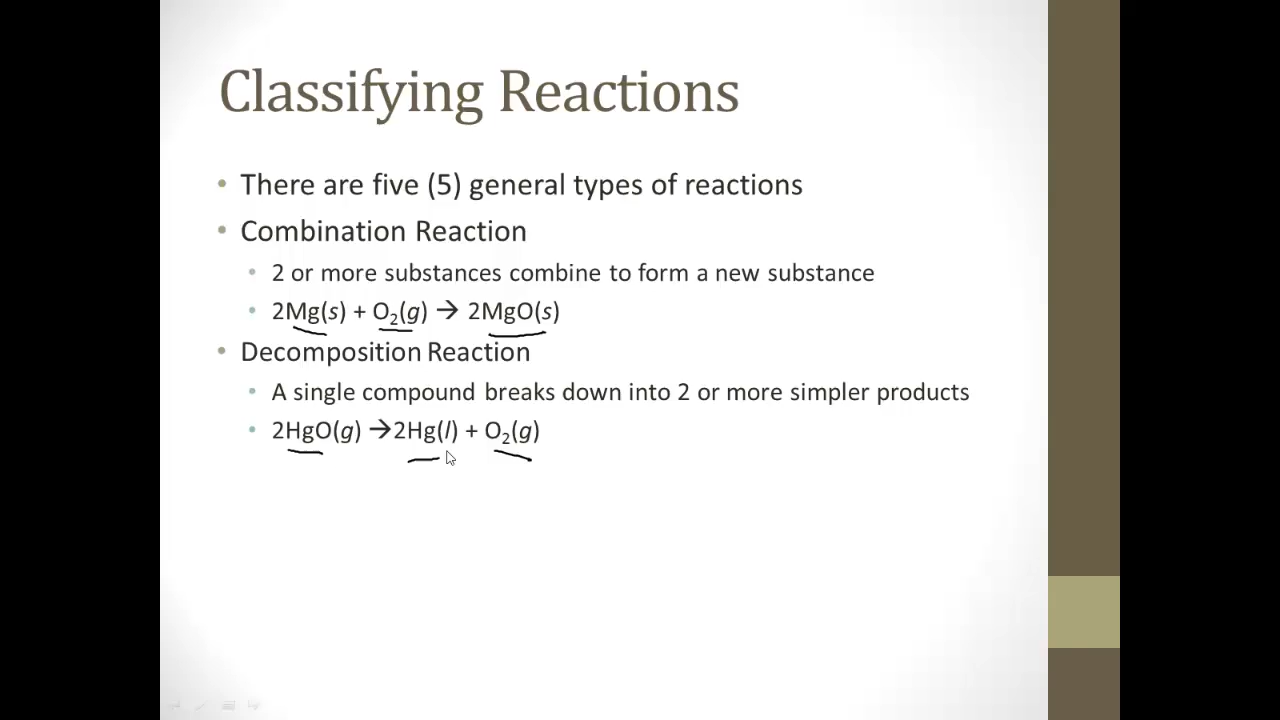 Classifying Reactions
• There are five (5) general types of reactions
• Combination Reaction
• 2 or more substances combine to form a new substance
• 2Mg(s) + O₂(g) → 2MgO(s)
• Decomposition Reaction
• A single compound breaks down into 2 or more simpler products
• 2HgO(g) →2Hg(l) + O₂(g)